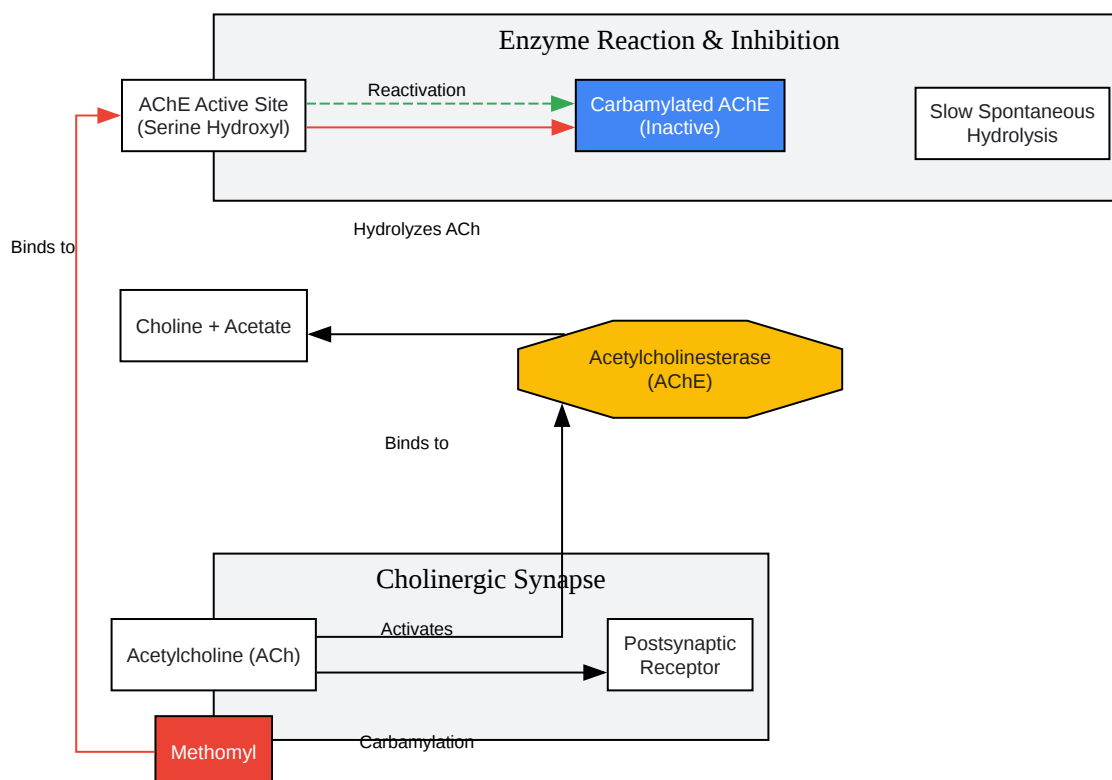 Enzyme Reaction & Inhibition
AChE Active Site
(Serine Hydroxyl)
Reactivation
Carbamylated AChE
(Inactive)
Slow Spontaneous
Hydrolysis
Binds to
Hydrolyzes ACh
Choline + Acetate
Acetylcholinesterase
(AChE)
Binds to
Cholinergic Synapse
Acetylcholine (ACh)
Activates
Postsynaptic
Receptor
Methomyl
Carbamylation